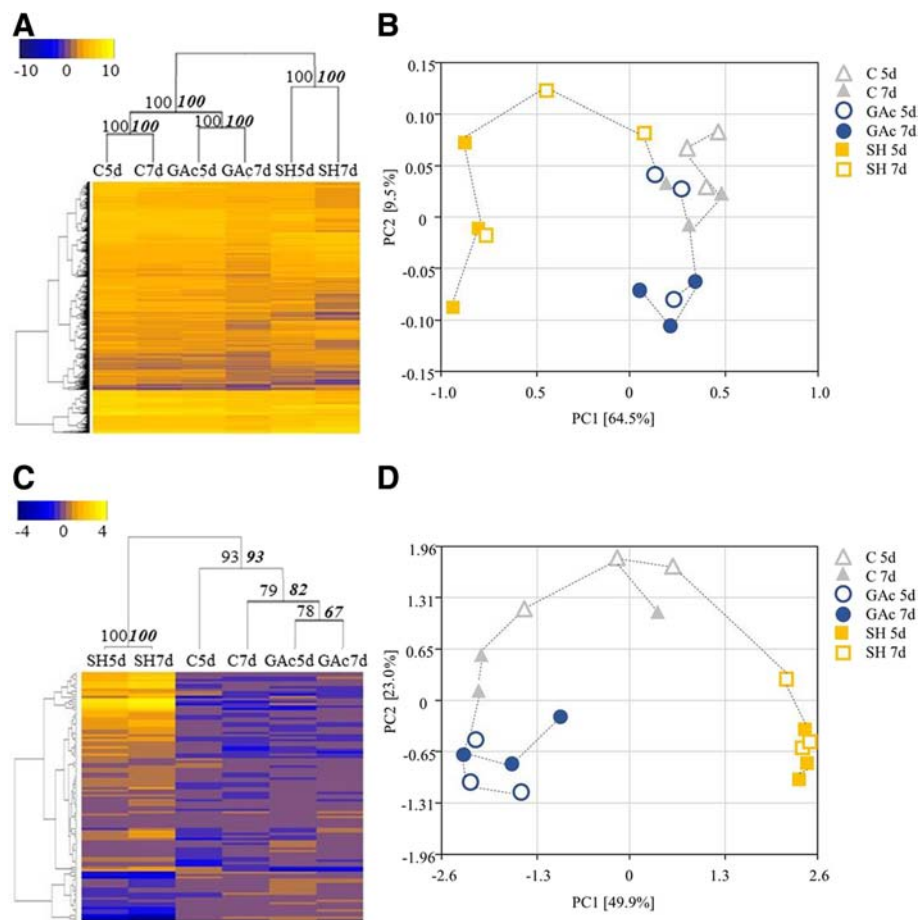 A
-10 0 10
100 100
100 100
100 100
100 100
100 100
C5d C7d GAc5d GAc7d SH5d SH7d
B
0.15
0.10
0.05
0
-0.05
-0.10
-0.15
PC2 [9.5%]
-1.0 0.5 0 0.5 1.0
PC1 [64.5%]
C 5d
C 7d
GAc 5d
GAc 7d
SH 5d
SH 7d
C
-4 0 4
93 93
79 82
78 67
100 100
SH5d SH7d C5d C7d GAc5d GAc7d
D
1.96
1.31
0.65
0
-0.65
-1.31
-1.96
PC2 [23.0%]
-2.6 -1.3 0 1.3 2.6
PC1 [49.9%]
C 5d
C 7d
GAc 5d
GAc 7d
SH 5d
SH 7d